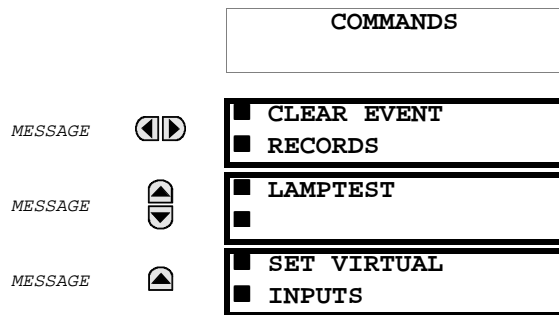 COMMANDS
MESSAGE
■ CLEAR EVENT
■ RECORDS
MESSAGE
■ LAMPTEST
■
MESSAGE
■ SET VIRTUAL
■ INPUTS